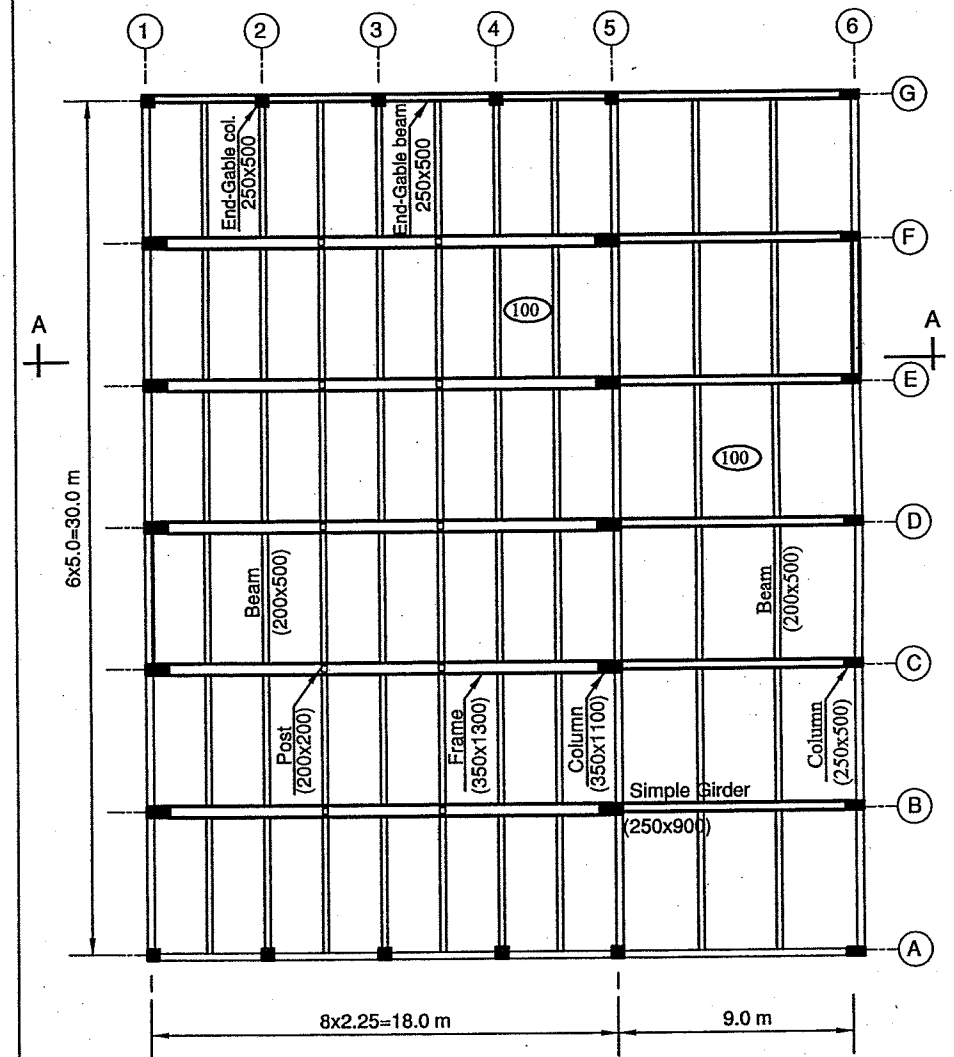 1 2 3 4 5 6
G
End-Gable col.
250x500
End-Gable beam
250x500
F
100
A
A
E
100
6x5.0=30.0 m
D
Beam
(200x500)
Beam
(200x500)
C
Post
(200x200)
Frame
(350x1300)
Column
(350x1100)
Column
(250x500)
Simple Girder
(250x900)
B
A
8x2.25=18.0 m
9.0 m